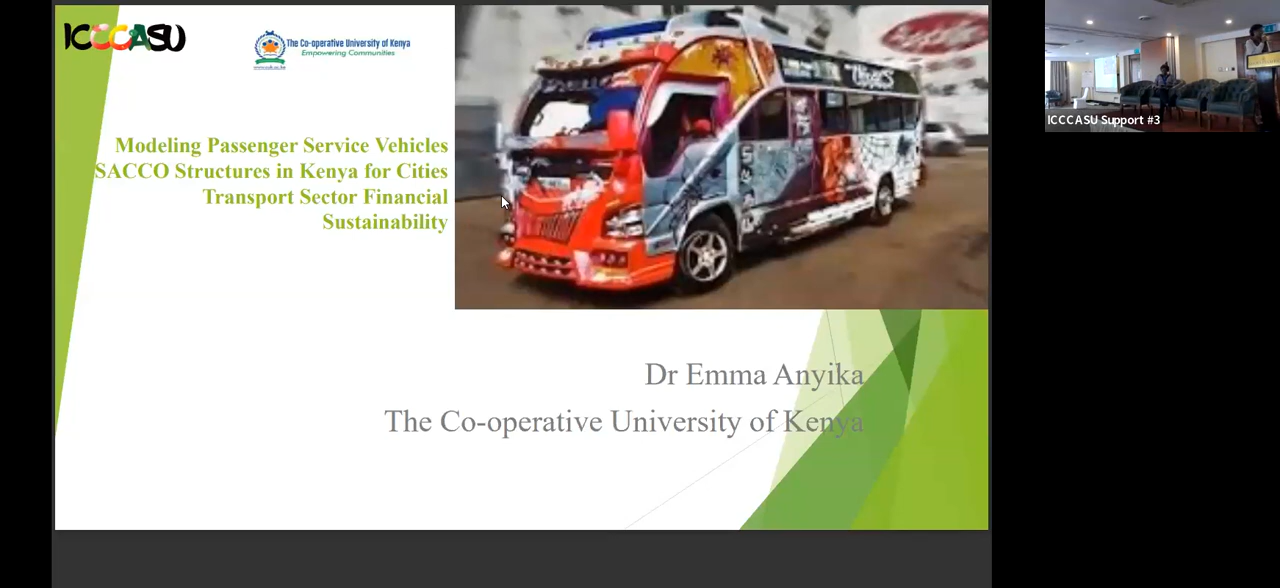 ICCCASU
The Co-operative University of Kenya
Empowering Communities
Modeling Passenger Service Vehicles
SACCO Structures in Kenya for Cities
Transport Sector Financial
Sustainability
Dr Emma Anyika
The Co-operative University of Kenya
ICCCASU Support #3